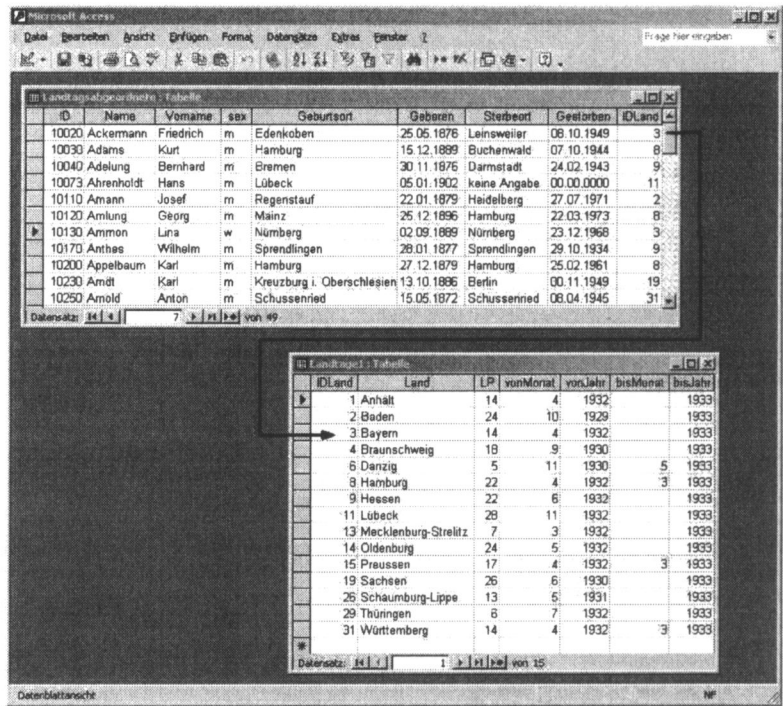 Microsoft Access
Datei Bearbeiten Ansicht Einfügen Format Datensätze Extras Fenster ?
Frage hier eingeben
Landtagsabgeordnete : Tabelle
ID Name Vorname sex Geburtsort Geboren Sterbeort Gestorben IDLand
10020 Ackermann Friedrich m Edenkoben 25.05.1876 Leinsweiler 08.10.1949 3
10030 Adams Kurt m Hamburg 15.12.1889 Buchenwald 07.10.1944 8
10040 Adelung Bernhard m Bremen 30.11.1876 Darmstadt 24.02.1943 9
10073 Ahrenholdt Hans m Lübeck 05.01.1902 keine Angabe 00.00.0000 11
10110 Amann Josef m Regenstauf 22.01.1879 Heidelberg 27.07.1971 2
10120 Amlung Georg m Mainz 25.12.1896 Hamburg 22.03.1973 8
10130 Ammon Lina w Nürnberg 02.09.1889 Nürnberg 23.12.1968 3
10170 Anthes Wilhelm m Sprendlingen 28.01.1877 Sprendlingen 29.10.1934 9
10200 Appelbaum Karl m Hamburg 27.12.1879 Hamburg 25.02.1961 8
10230 Arndt Karl m Kreuzburg i. Oberschlesien 13.10.1886 Berlin 00.11.1949 19
10250 Arnold Anton m Schussenried 15.05.1872 Schussenried 08.04.1945 31
Datensatz: 7 von 49
Landtage1 : Tabelle
IDLand Land LP vonMonat vonJahr bisMonat bisJahr
1 Anhalt 14 4 1932 1933
2 Baden 24 10 1929 1933
3 Bayern 14 4 1932 1933
4 Braunschweig 18 9 1930 1933
6 Danzig 5 11 1930 5 1933
8 Hamburg 22 4 1932 3 1933
9 Hessen 22 6 1932 1933
11 Lübeck 28 11 1932 1933
13 Mecklenburg-Strelitz 7 3 1932 1933
14 Oldenburg 24 5 1932 1933
15 Preussen 17 4 1932 3 1933
19 Sachsen 26 6 1930 1933
26 Schaumburg-Lippe 13 5 1931 1933
29 Thüringen 6 7 1932 1933
31 Württemberg 14 4 1932 3 1933
Datensatz: 1 von 15
Datenblattansicht NF